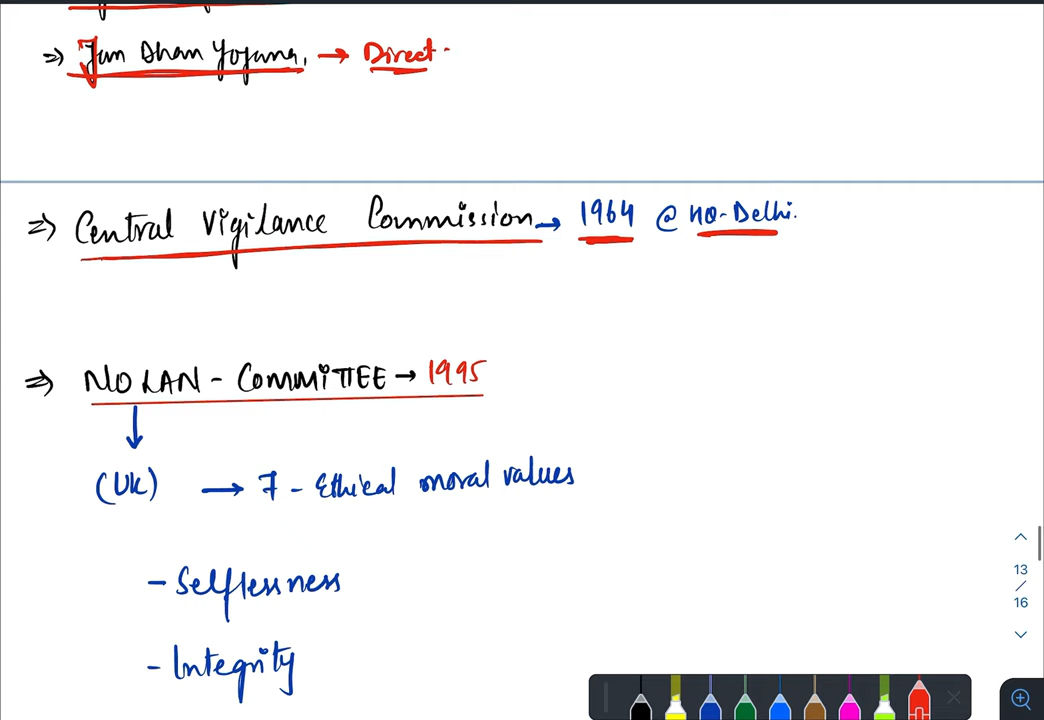 ⇒ Jan Dhan Yojana, → Direct.
⇒ Central Vigilance Commission → 1964 @ HQ-Delhi.
⇒ NOLAN - COMMITTEE → 1995
(UK) → 7 - Ethical moral values
- Selflessness
- Integrity
13
/
16